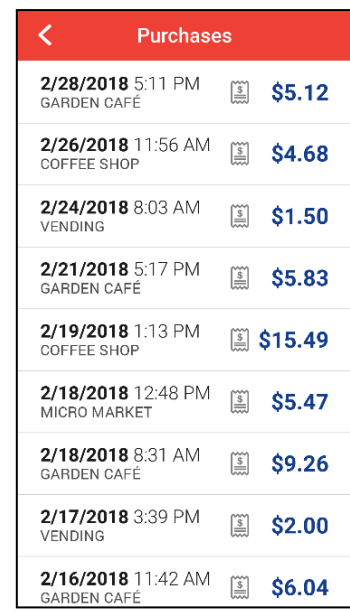 Purchases
2/28/2018 5:11 PM
GARDEN CAFÉ
$5.12
2/26/2018 11:56 AM
COFFEE SHOP
$4.68
2/24/2018 8:03 AM
VENDING
$1.50
2/21/2018 5:17 PM
GARDEN CAFÉ
$5.83
2/19/2018 1:13 PM
COFFEE SHOP
$15.49
2/18/2018 12:48 PM
MICRO MARKET
$5.47
2/18/2018 8:31 AM
GARDEN CAFÉ
$9.26
2/17/2018 3:39 PM
VENDING
$2.00
2/16/2018 11:42 AM
GARDEN CAFÉ
$6.04